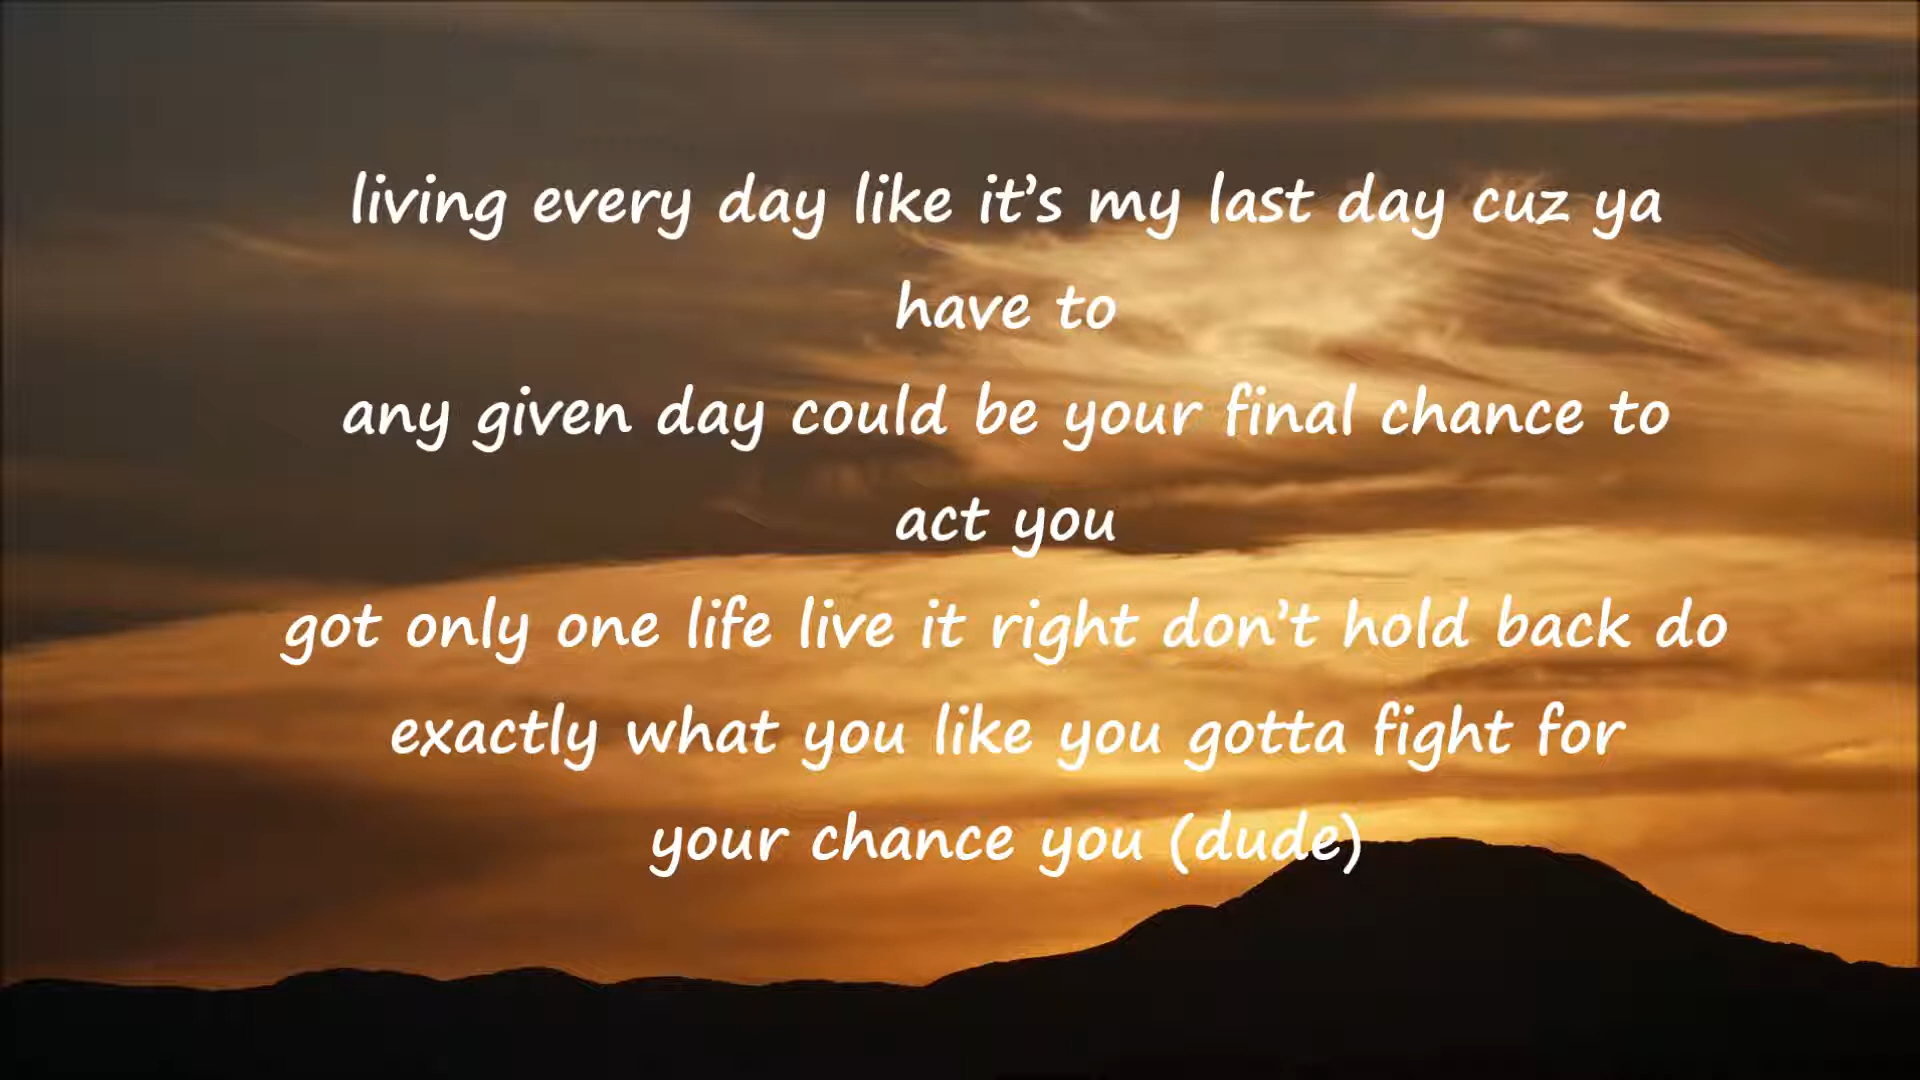 living every day like it’s my last day cuz ya
have to
any given day could be your final chance to
act you
got only one life live it right don’t hold back do
exactly what you like you gotta fight for
your chance you (dude)